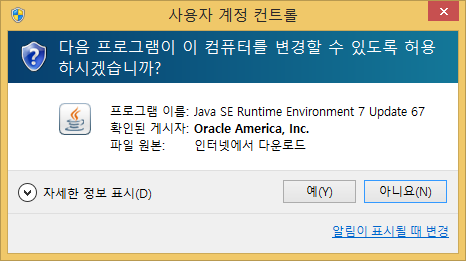 사용자 계정 컨트롤
다음 프로그램이 이 컴퓨터를 변경할 수 있도록 허용
하시겠습니까?
프로그램 이름: Java SE Runtime Environment 7 Update 67
확인된 게시자: Oracle America, Inc.
파일 원본: 인터넷에서 다운로드
자세한 정보 표시(D)
예(Y)
아니요(N)
알림이 표시될 때 변경